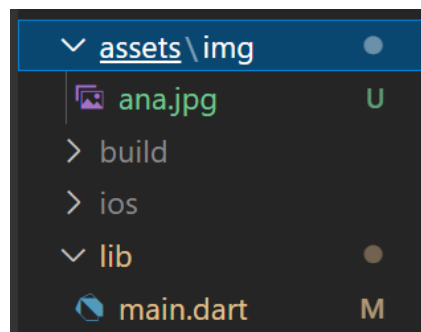 assets\img
ana.jpg U
build
ios
lib
main.dart M